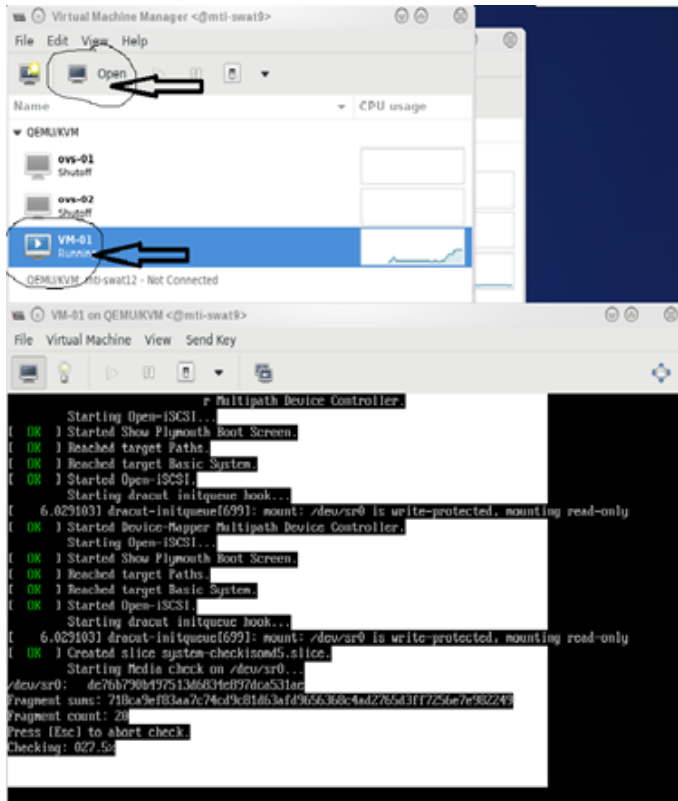 Virtual Machine Manager <@mti-swat9>
File Edit View Help
Open
Name CPU usage
QEMU/KVM
ovs-01
Shutoff
ovs-02
Shutoff
VM-01
Running
QEMU/KVM: mti-swat12 - Not Connected
VM-01 on QEMU/KVM <@mti-swat9>
File Virtual Machine View Send Key
r Multipath Device Controller.
Starting Open-iSCSI...
[ OK ] Started Show Plymouth Boot Screen.
[ OK ] Reached target Paths.
[ OK ] Reached target Basic System.
[ OK ] Started Open-iSCSI.
Starting dracut initqueue hook...
[ 6.029103] dracut-initqueue[699]: mount: /dev/sr0 is write-protected, mounting read-only
[ OK ] Started Device-Mapper Multipath Device Controller.
Starting Open-iSCSI...
[ OK ] Started Show Plymouth Boot Screen.
[ OK ] Reached target Paths.
[ OK ] Reached target Basic System.
[ OK ] Started Open-iSCSI.
Starting dracut initqueue hook...
[ 6.029103] dracut-initqueue[699]: mount: /dev/sr0 is write-protected, mounting read-only
[ OK ] Created slice system-checkisomd5.slice.
Starting Media check on /dev/sr0...
/dev/sr0:
Fragment sums:
Fragment count: 20
Press [Esc] to abort check.
Checking: 027.5%